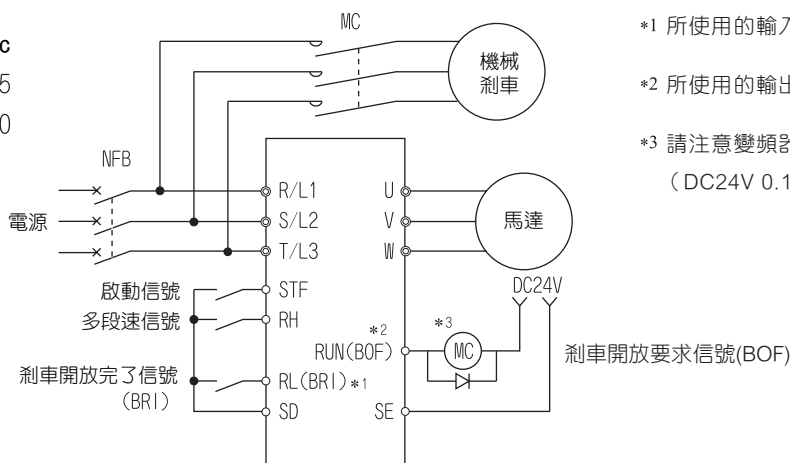 MC
c
5
0
機械
剎車
*1 所使用的輸
*2 所使用的輸
*3 請注意變頻
(DC24V 0.1
NFB
電源
R/L1
S/L2
T/L3
U
V
W
馬達
啟動信號
STF
多段速信號
RH
剎車開放完了信號
(BRI)
RL(BRI)*1
SD
*2
RUN(BOF)
*3
MC
DC24V
SE
剎車開放要求信號(BOF)